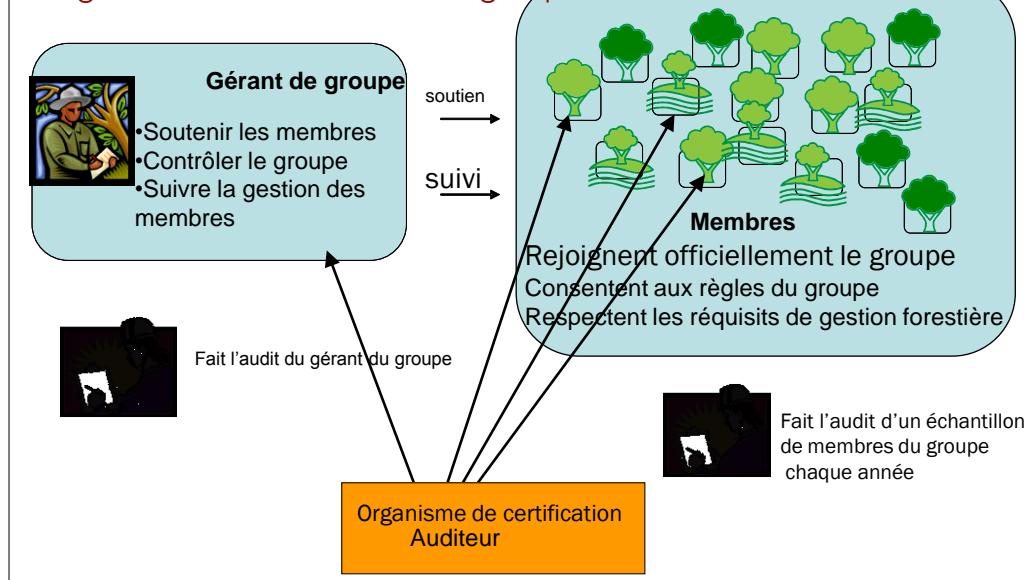 Gérant de groupe
•Soutenir les membres
•Contrôler le groupe
•Suivre la gestion des
membres
soutien
suivi
Membres
Rejoignent officiellement le groupe
Consentent aux règles du groupe
Respectent les réquisits de gestion forestière
Fait l’audit du gérant du groupe
Fait l’audit d’un échantillon
de membres du groupe
chaque année
Organisme de certification
Auditeur